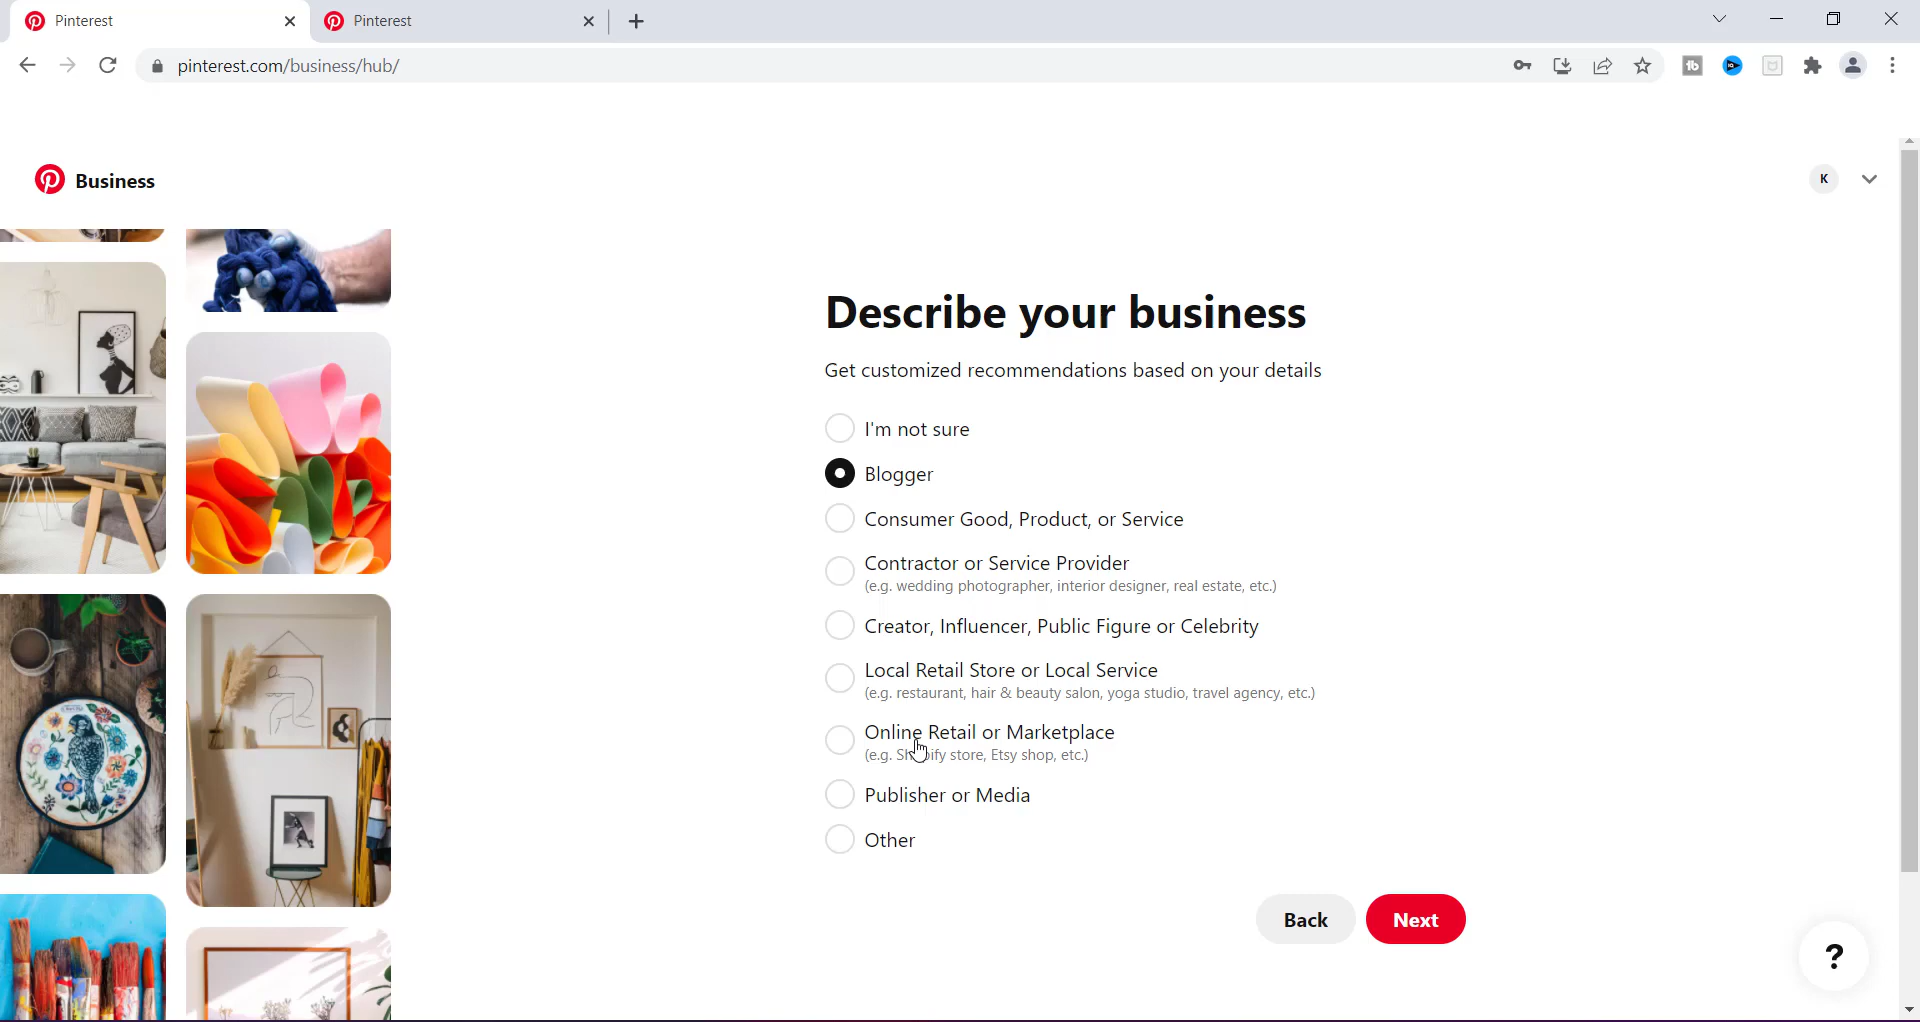 Pinterest
Pinterest
pinterest.com/business/hub/
Business
K
Describe your business
Get customized recommendations based on your details
I'm not sure
Blogger
Consumer Good, Product, or Service
Contractor or Service Provider
(e.g. wedding photographer, interior designer, real estate, etc.)
Creator, Influencer, Public Figure or Celebrity
Local Retail Store or Local Service
(e.g. restaurant, hair & beauty salon, yoga studio, travel agency, etc.)
Online Retail or Marketplace
(e.g. Shopify store, Etsy shop, etc.)
Publisher or Media
Other
Back Next
?